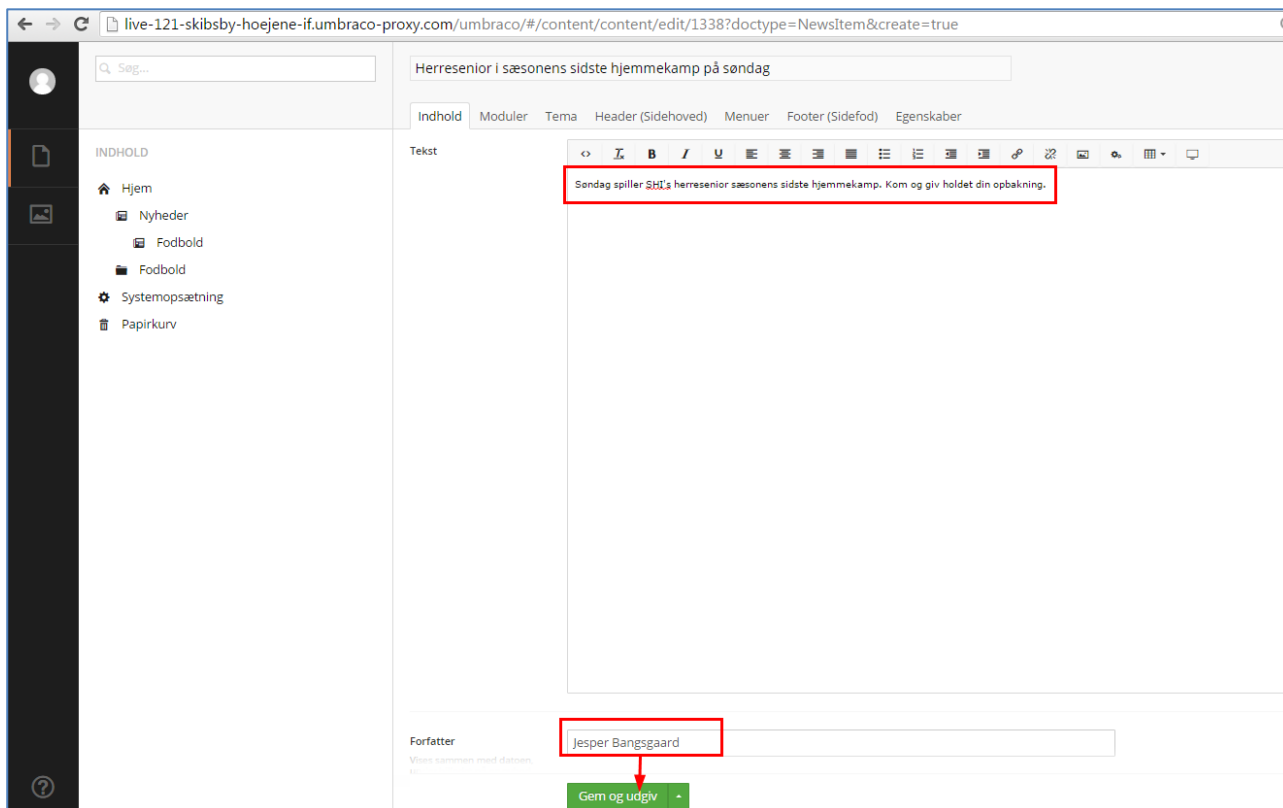 live-121-skibsby-hoejene-if.umbraco-proxy.com/umbraco/#/content/content/edit/1338?doctype=NewsItem&create=true
Søg...
Herresenior i sæsonens sidste hjemmekamp på søndag
Indhold Moduler Tema Header (Sidehoved) Menuer Footer (Sidefod) Egenskaber
INDHOLD
Hjem
Nyheder
Fodbold
Fodbold
Systemopsætning
Papirkurv
Tekst
Søndag spiller SHI's herresenior sæsonens sidste hjemmekamp. Kom og giv holdet din opbakning.
Forfatter
Vises sammen med datoen,
Jesper Bangsgaard
Gem og udgiv